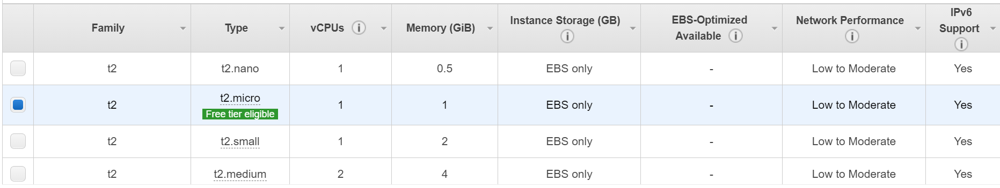 Family Type vCPUs Memory (GiB) Instance Storage (GB) EBS-Optimized Available Network Performance IPv6 Support
t2 t2.nano 1 0.5 EBS only - Low to Moderate Yes
t2 t2.micro Free tier eligible 1 1 EBS only - Low to Moderate Yes
t2 t2.small 1 2 EBS only - Low to Moderate Yes
t2 t2.medium 2 4 EBS only - Low to Moderate Yes